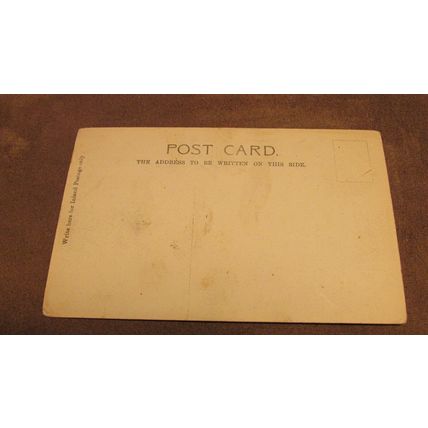 POST CARD.
THE ADDRESS TO BE WRITTEN ON THIS SIDE.
Write here for Inland Postage only.